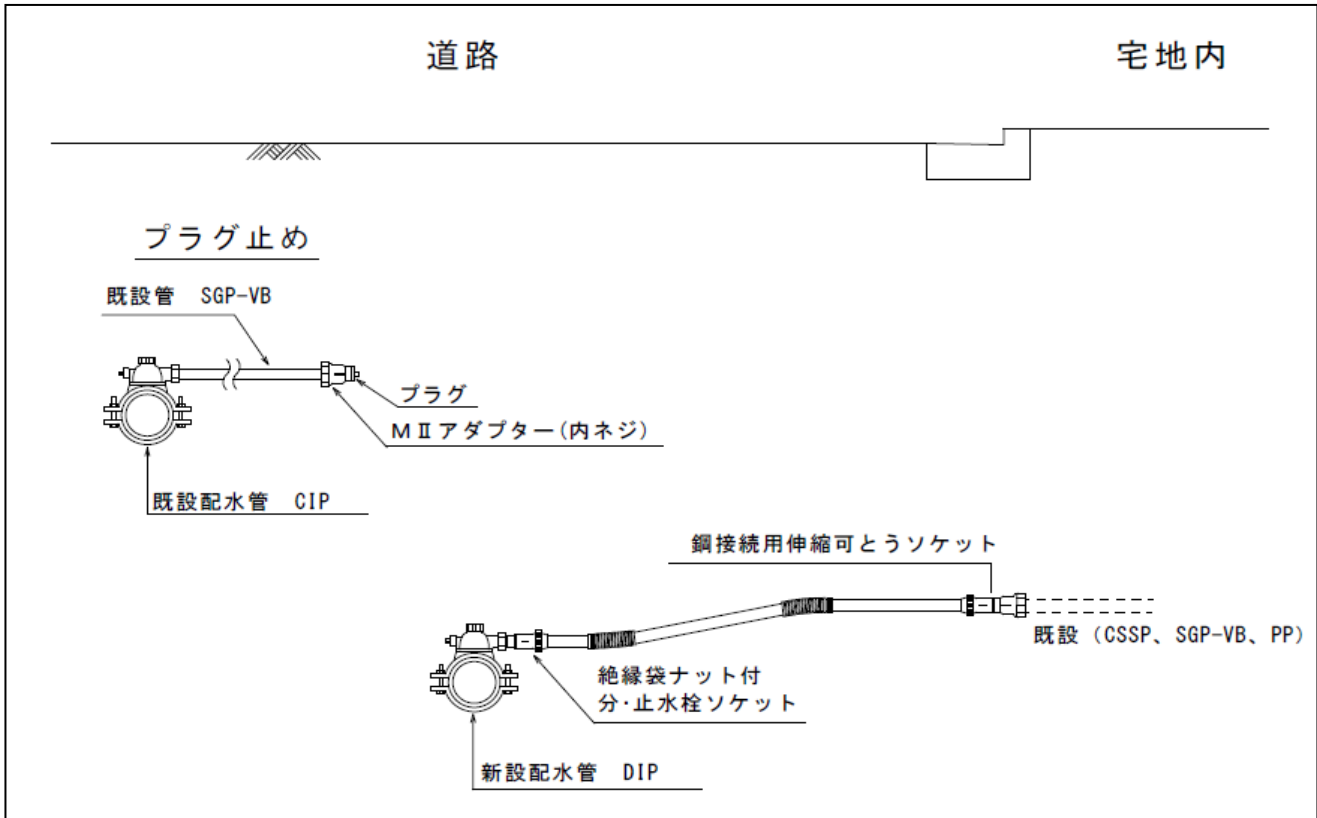 道路
宅地内
プラグ止め
既設管 SGP-VB
プラグ
MⅡアダプター(内ネジ)
既設配水管 CIP
鋼接続用伸縮可とうソケット
既設(CSSP、SGP-VB、PP)
絶縁袋ナット付
分・止水栓ソケット
新設配水管 DIP